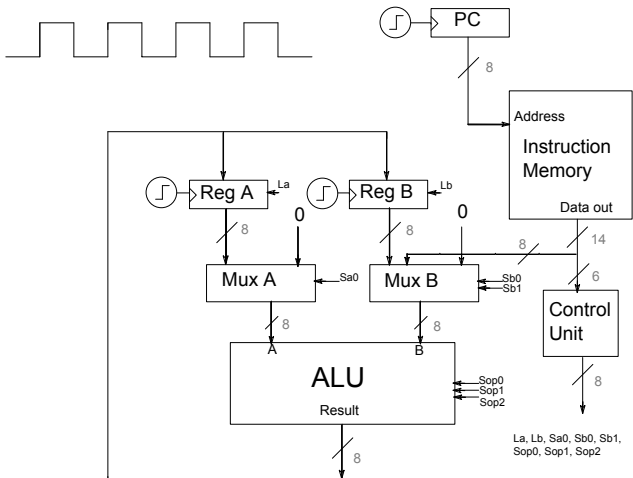 PC
8
Address
Instruction
Memory
Data out
14
La
Lb
Reg A
Reg B
0
0
8
8
8
6
Mux A
Sa0
Mux B
Sb0
Sb1
Control
Unit
8
8
8
A
B
ALU
Sop0
Sop1
Sop2
Result
8
La, Lb, Sa0, Sb0, Sb1,
Sop0, Sop1, Sop2